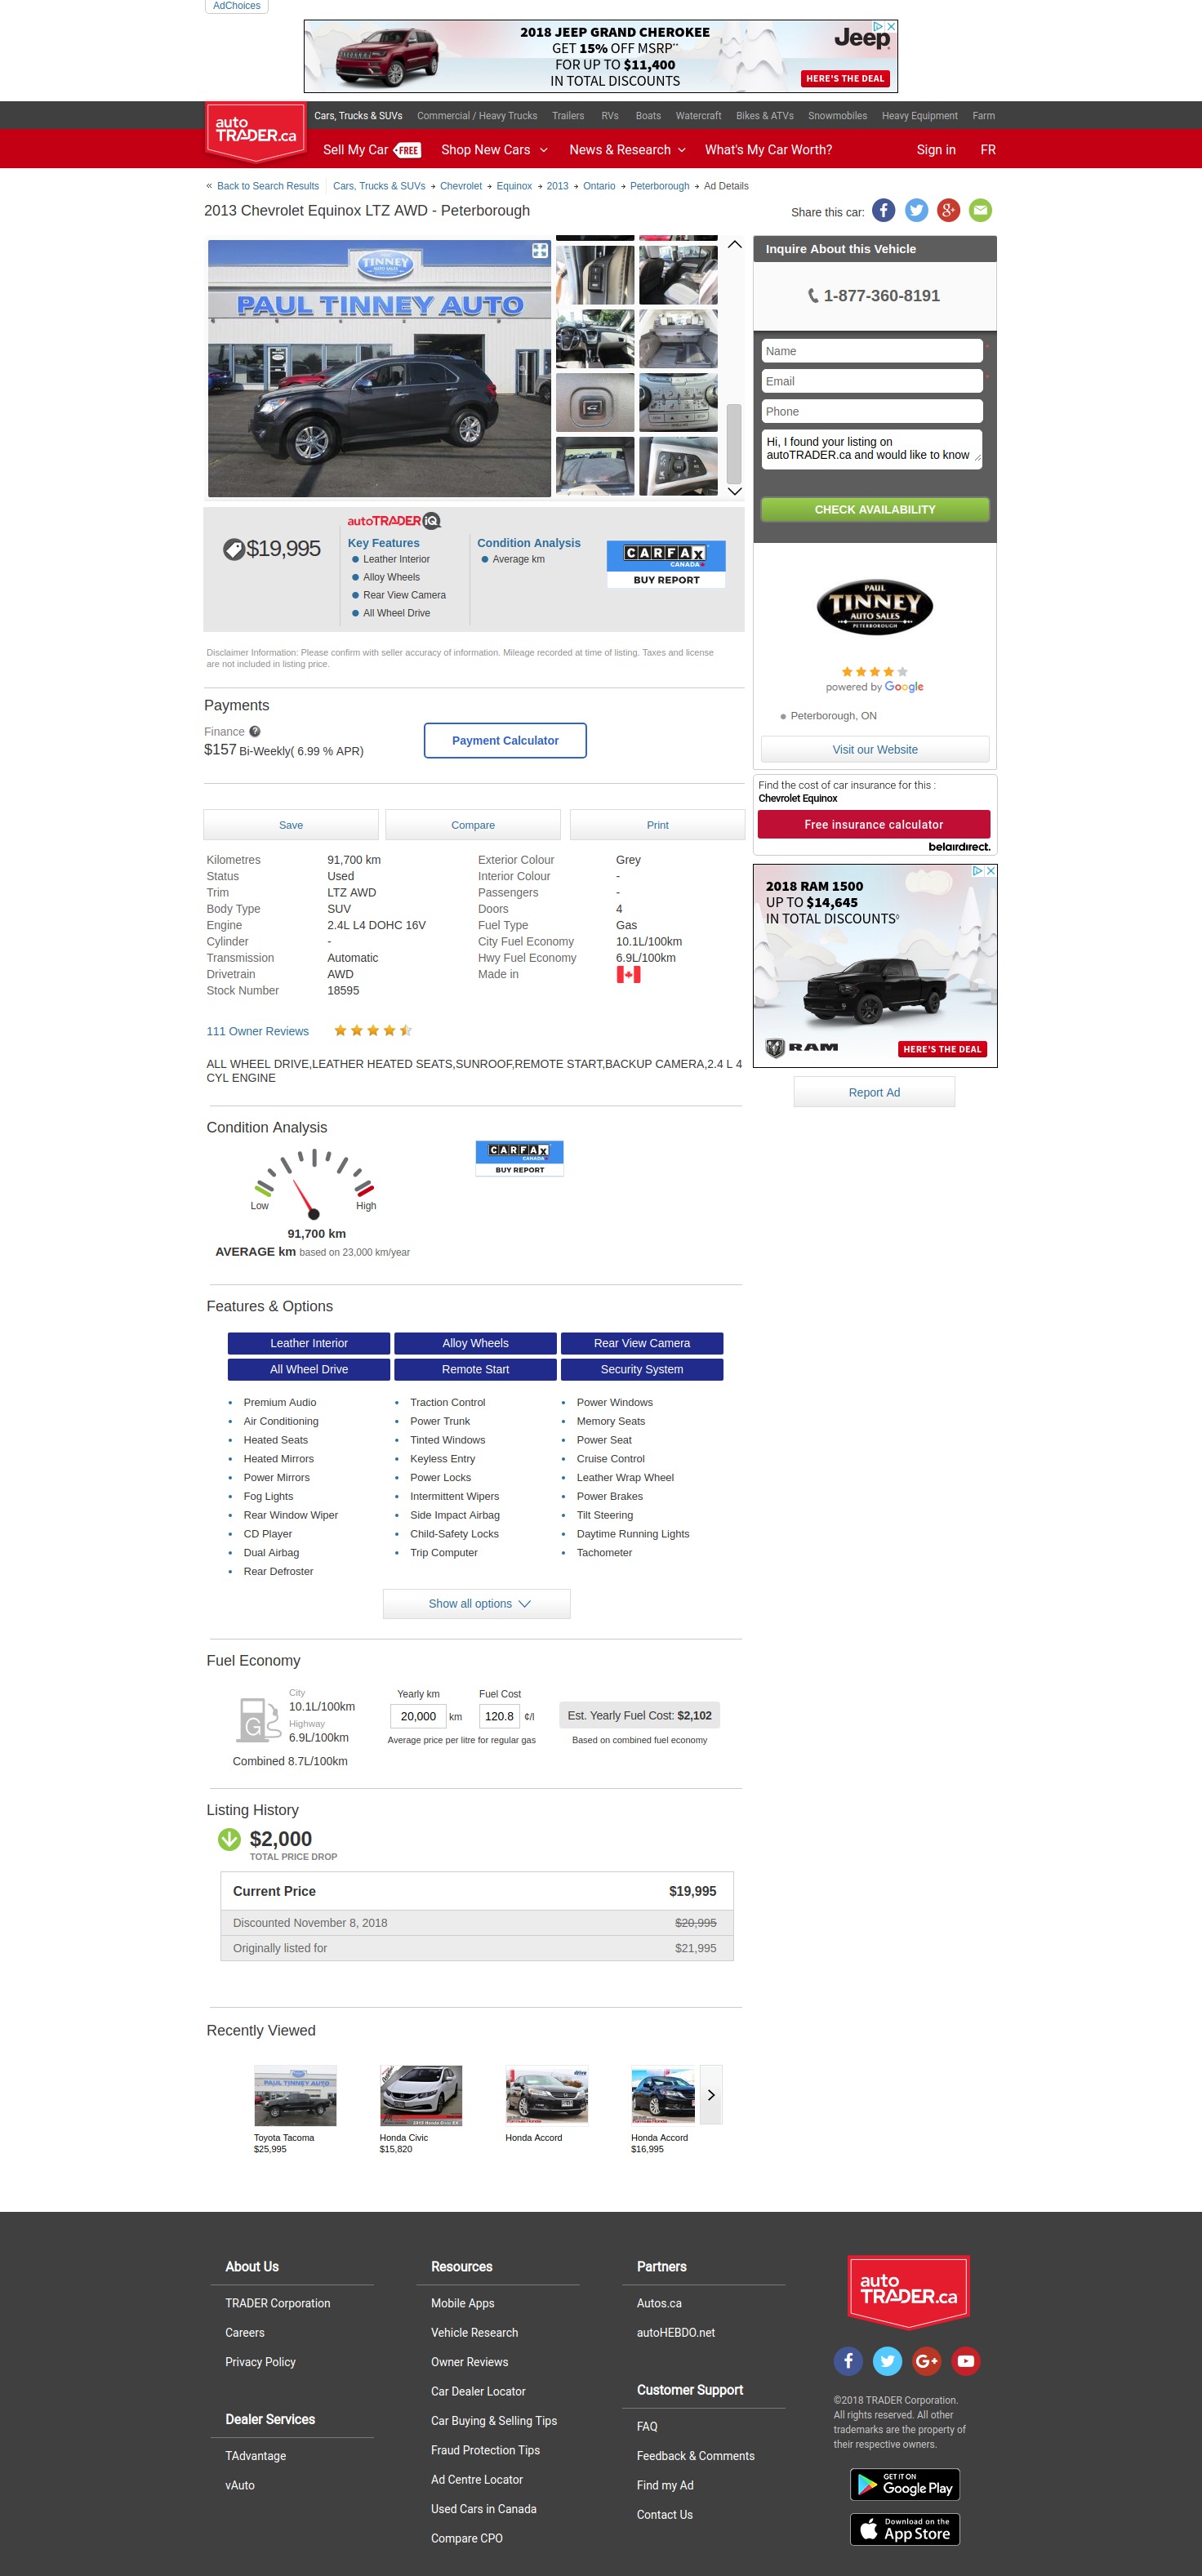 AdChoices
2018 JEEP GRAND CHEROKEE
GET 15% OFF MSRP
FOR UP TO $11,400
IN TOTAL DISCOUNTS
Jeep
HERE'S THE DEAL
auto
TRADER.ca
Cars, Trucks & SUVs Commercial / Heavy Trucks Trailers RVs Boats Watercraft Bikes & ATVs Snowmobiles Heavy Equipment Farm
Sell My Car FREE Shop New Cars News & Research What's My Car Worth? Sign in FR
« Back to Search Results Cars, Trucks & SUVs Chevrolet Equinox 2013 Ontario Peterborough Ad Details
2013 Chevrolet Equinox LTZ AWD - Peterborough
Share this car:
TINNEY
PAUL TINNEY AUTO
Inquire About this Vehicle
1-877-360-8191
Name
Email
Phone
Hi, I found your listing on
autoTRADER.ca and would like to know
CHECK AVAILABILITY
$19,995
autoTRADER iQ
Key Features
Leather Interior
Alloy Wheels
Rear View Camera
All Wheel Drive
Condition Analysis
Average km
CARFAX
CANADA
BUY REPORT
Disclaimer Information: Please confirm with seller accuracy of information. Mileage recorded at time of listing. Taxes and license
are not included in listing price.
PAUL
TINNEY
AUTO SALES
PETERBOROUGH
powered by Google
Peterborough, ON
Visit our Website
Payments
Finance ?
$157 Bi-Weekly( 6.99 % APR)
Payment Calculator
Find the cost of car insurance for this :
Chevrolet Equinox
Free insurance calculator
belairdirect.
Save
Compare
Print
Kilometres 91,700 km Exterior Colour Grey
Status Used Interior Colour -
Trim LTZ AWD Passengers -
Body Type SUV Doors 4
Engine 2.4L L4 DOHC 16V Fuel Type Gas
Cylinder - City Fuel Economy 10.1L/100km
Transmission Automatic Hwy Fuel Economy 6.9L/100km
Drivetrain AWD Made in
Stock Number 18595
2018 RAM 1500
UP TO $14,645
IN TOTAL DISCOUNTS◊
RAM
HERE'S THE DEAL
Report Ad
111 Owner Reviews
ALL WHEEL DRIVE,LEATHER HEATED SEATS,SUNROOF,REMOTE START,BACKUP CAMERA,2.4 L 4
CYL ENGINE
Condition Analysis
Low High
91,700 km
AVERAGE km based on 23,000 km/year
CARFAX
CANADA
BUY REPORT
Features & Options
Leather Interior Alloy Wheels Rear View Camera
All Wheel Drive Remote Start Security System
Premium Audio Traction Control Power Windows
Air Conditioning Power Trunk Memory Seats
Heated Seats Tinted Windows Power Seat
Heated Mirrors Keyless Entry Cruise Control
Power Mirrors Power Locks Leather Wrap Wheel
Fog Lights Intermittent Wipers Power Brakes
Rear Window Wiper Side Impact Airbag Tilt Steering
CD Player Child-Safety Locks Daytime Running Lights
Dual Airbag Trip Computer Tachometer
Rear Defroster
Show all options
Fuel Economy
G
City
10.1L/100km
Highway
6.9L/100km
Combined 8.7L/100km
Yearly km Fuel Cost
20,000 km 120.8 ¢/l
Average price per litre for regular gas
Est. Yearly Fuel Cost: $2,102
Based on combined fuel economy
Listing History
$2,000
TOTAL PRICE DROP
Current Price $19,995
Discounted November 8, 2018 $20,995
Originally listed for $21,995
Recently Viewed
PAUL TINNEY AUTO
Toyota Tacoma
$25,995
Honda Civic
$15,820
Honda Accord
Honda Accord
$16,995
About Us
TRADER Corporation
Careers
Privacy Policy
Dealer Services
TAdvantage
vAuto
Resources
Mobile Apps
Vehicle Research
Owner Reviews
Car Dealer Locator
Car Buying & Selling Tips
Fraud Protection Tips
Ad Centre Locator
Used Cars in Canada
Compare CPO
Partners
Autos.ca
autoHEBDO.net
Customer Support
FAQ
Feedback & Comments
Find my Ad
Contact Us
auto
TRADER.ca
©2018 TRADER Corporation.
All rights reserved. All other
trademarks are the property of
their respective owners.
GET IT ON
Google Play
Download on the
App Store